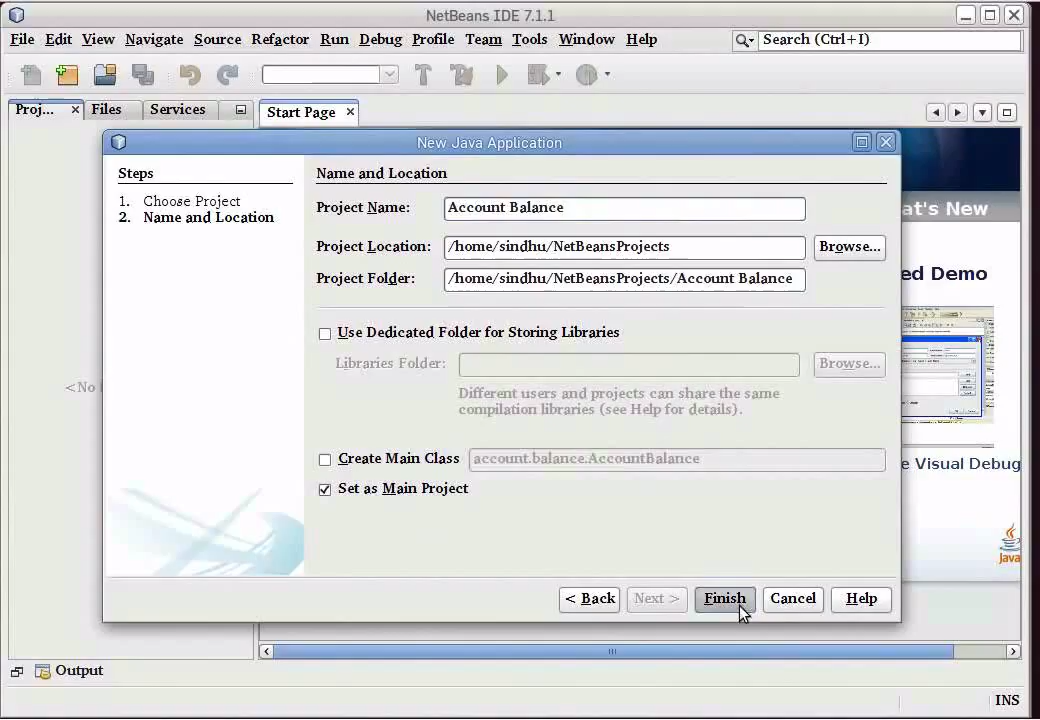 NetBeans IDE 7.1.1
File Edit View Navigate Source Refactor Run Debug Profile Team Tools Window Help
Search (Ctrl+I)
Proj... Files Services
Start Page
New Java Application
Steps
1. Choose Project
2. Name and Location
Name and Location
Project Name: Account Balance
Project Location: /home/sindhu/NetBeansProjects Browse...
Project Folder: /home/sindhu/NetBeansProjects/Account Balance
Use Dedicated Folder for Storing Libraries
Libraries Folder: Browse...
Different users and projects can share the same
compilation libraries (see Help for details).
Create Main Class account.balance.AccountBalance
Set as Main Project
< Back Next > Finish Cancel Help
<No
at's New
ed Demo
e Visual Debug
Java
Output
INS